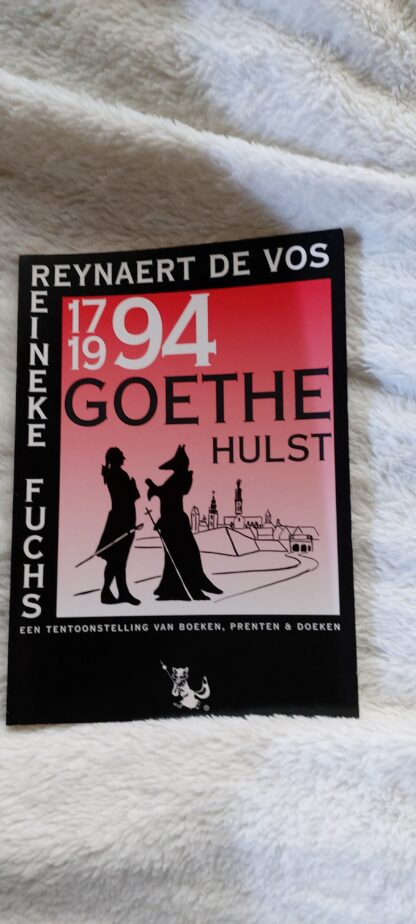 REYNAERT DE VOS
REINEKE FUCHS
17
19
94
GOETHE
HULST
EEN TENTOONSTELLING VAN BOEKEN, PRENTEN & DOEKEN
®